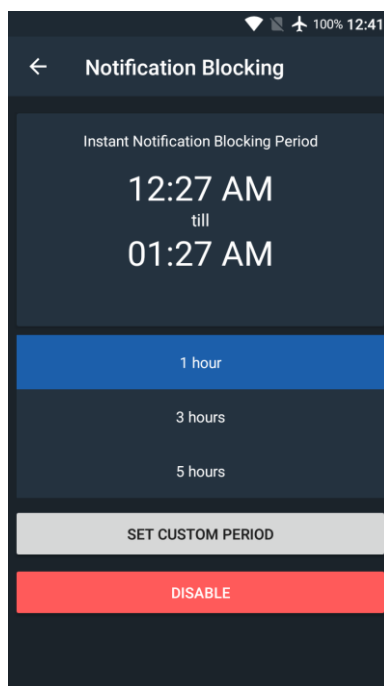 100% 12:41
Notification Blocking
Instant Notification Blocking Period
12:27 AM
till
01:27 AM
1 hour
3 hours
5 hours
SET CUSTOM PERIOD
DISABLE